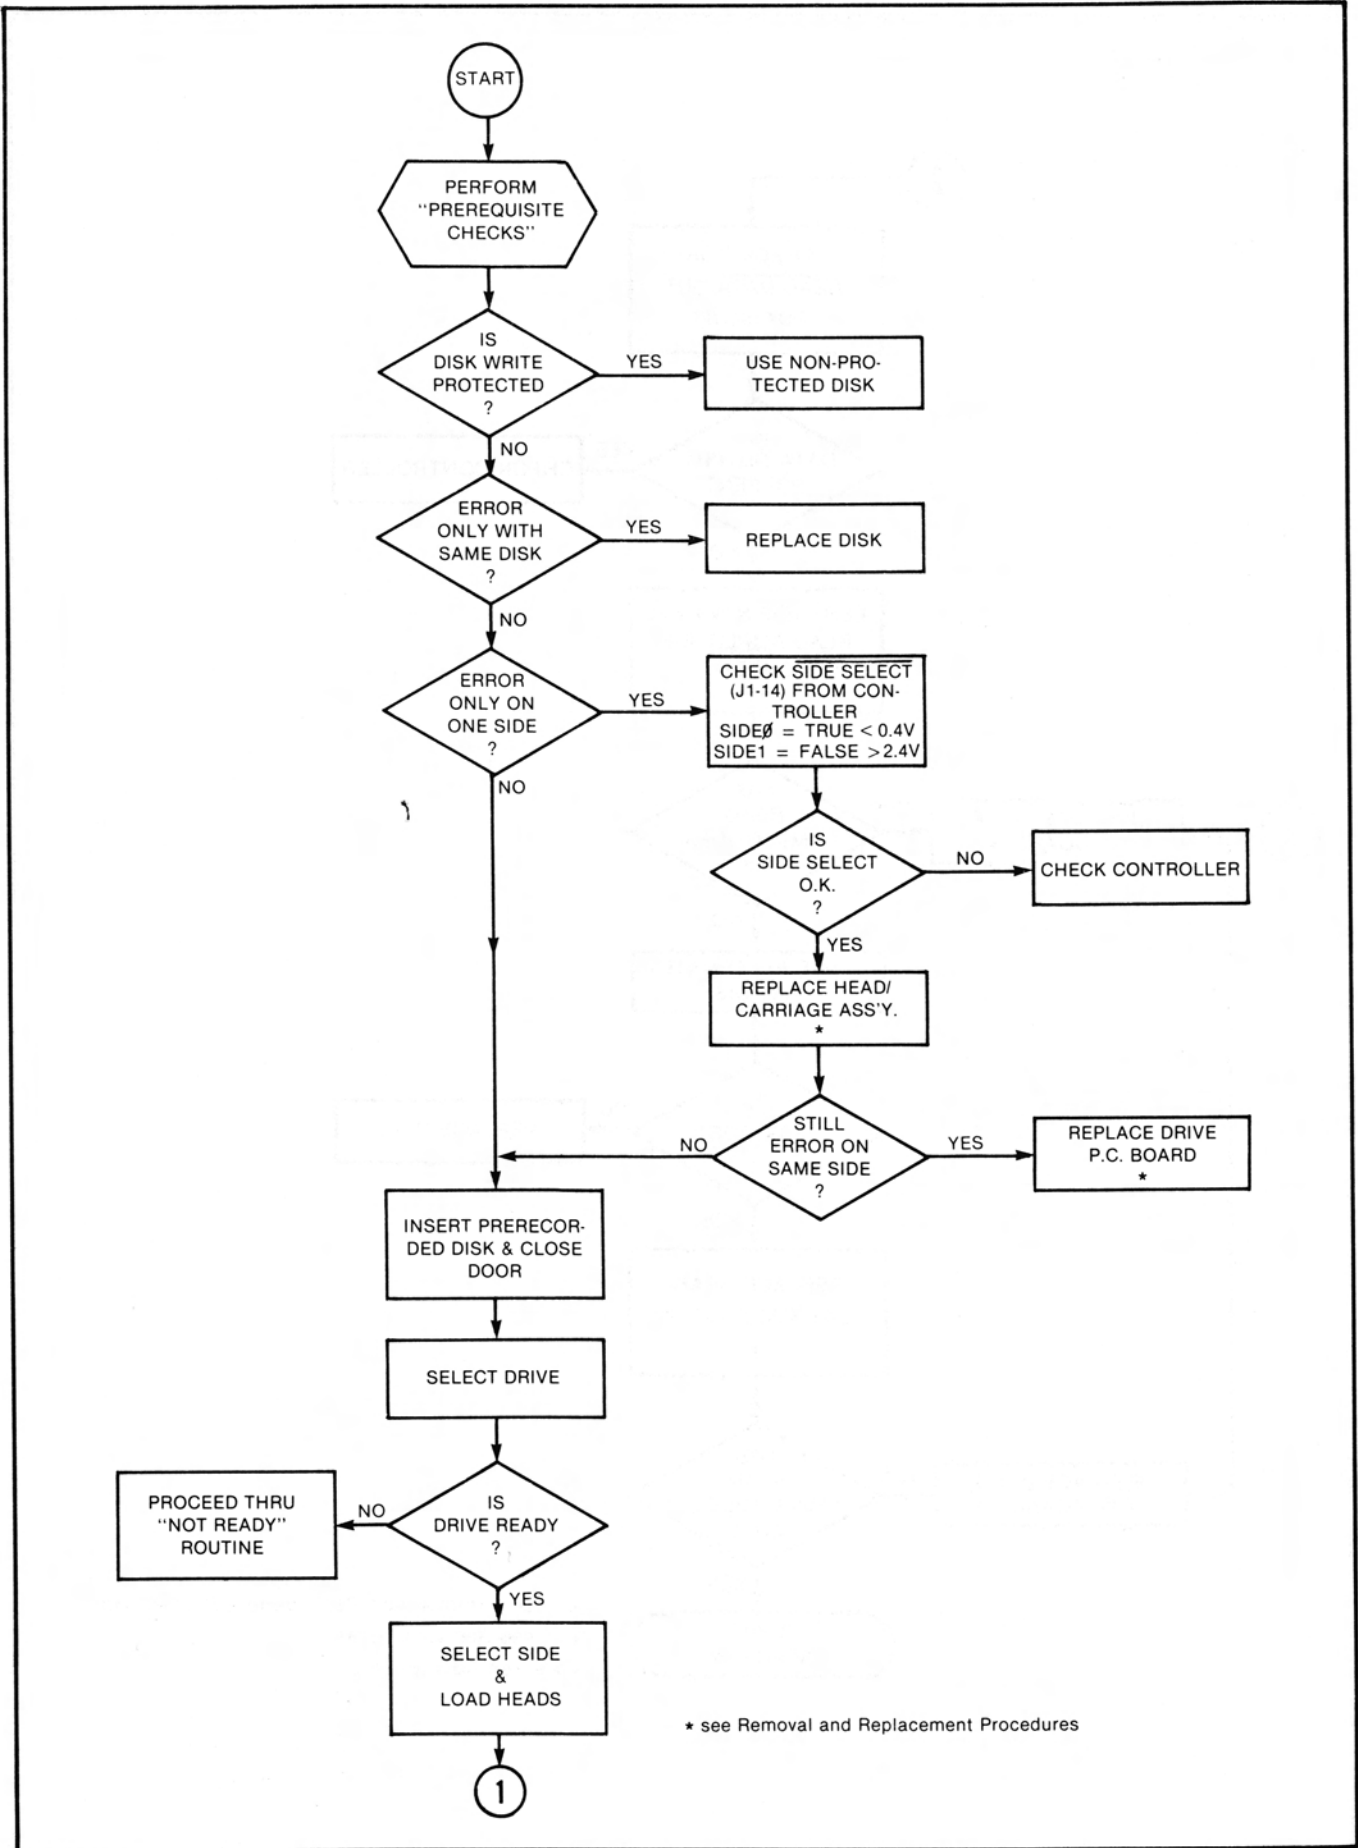 START
PERFORM
"PREREQUISITE
CHECKS"
IS
DISK WRITE
PROTECTED
?
YES
USE NON-PRO-
TECTED DISK
NO
ERROR
ONLY WITH
SAME DISK
?
YES
REPLACE DISK
NO
ERROR
ONLY ON
ONE SIDE
?
YES
CHECK SIDE SELECT
(J1-14) FROM CON-
TROLLER
SIDEØ = TRUE < 0.4V
SIDE1 = FALSE >2.4V
NO
IS
SIDE SELECT
O.K.
?
NO
CHECK CONTROLLER
YES
REPLACE HEAD/
CARRIAGE ASS'Y.
*
STILL
ERROR ON
SAME SIDE
?
NO
YES
REPLACE DRIVE
P.C. BOARD
*
INSERT PRERECOR-
DED DISK & CLOSE
DOOR
SELECT DRIVE
IS
DRIVE READY
?
NO
PROCEED THRU
"NOT READY"
ROUTINE
YES
SELECT SIDE
&
LOAD HEADS
* see Removal and Replacement Procedures
1